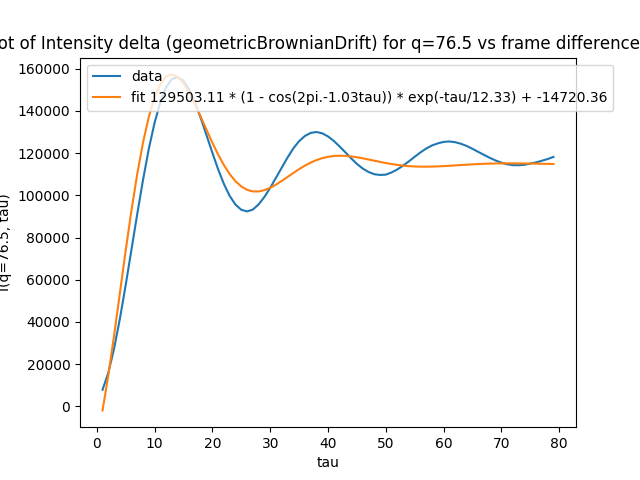 ot of Intensity delta (geometricBrownianDrift) for q=76.5 vs frame difference
data
fit 129503.11 * (1 - cos(2pi.-1.03tau)) * exp(-tau/12.33) + -14720.36
I(q=76.5, tau)
160000
140000
120000
100000
80000
60000
40000
20000
0
0 10 20 30 40 50 60 70 80
tau